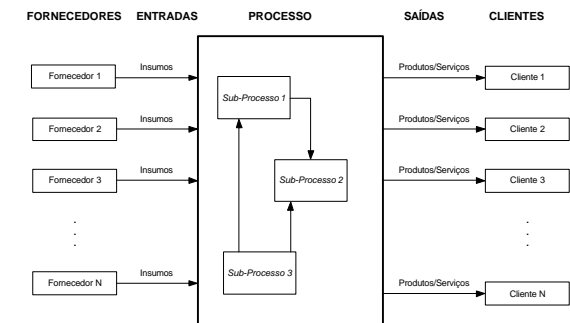 FORNECEDORES ENTRADAS PROCESSO SAÍDAS CLIENTES
Fornecedor 1 Insumos Sub-Processo 1 Produtos/Serviços Cliente 1
Fornecedor 2 Insumos Produtos/Serviços Cliente 2
Fornecedor 3 Insumos Sub-Processo 2 Produtos/Serviços Cliente 3
Fornecedor N Insumos Sub-Processo 3 Produtos/Serviços Cliente N